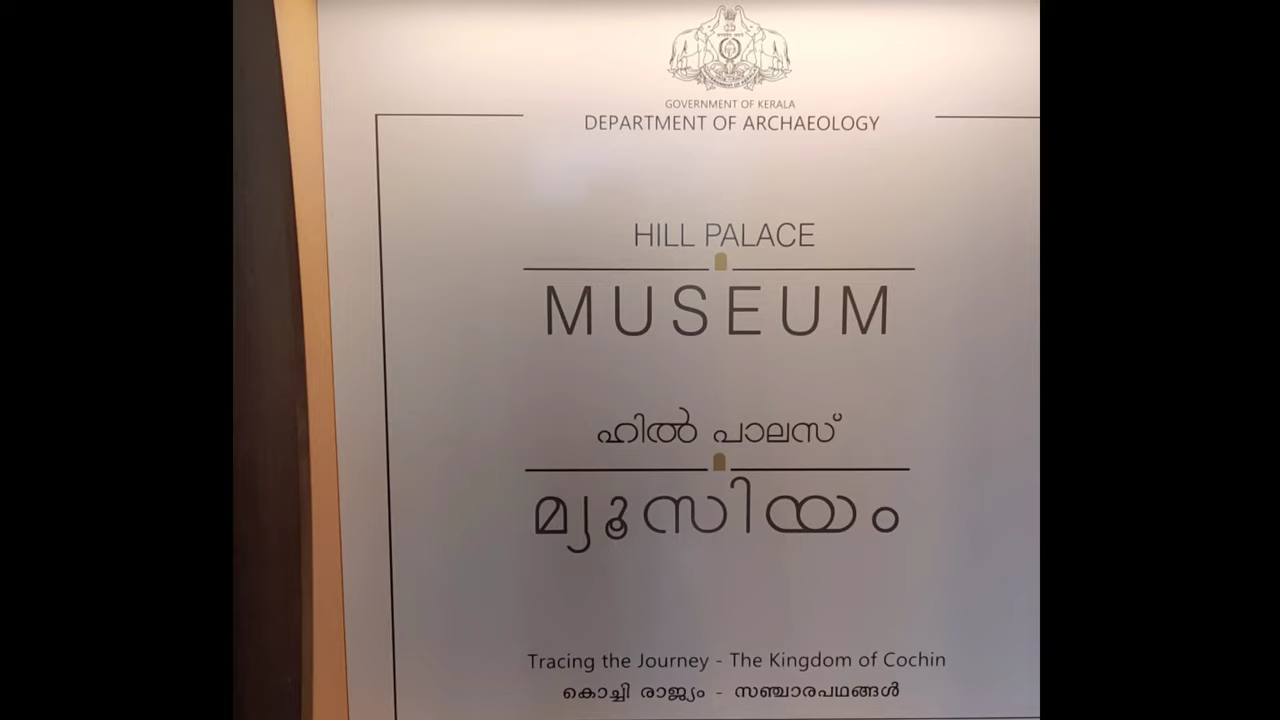 GOVERNMENT OF KERALA
DEPARTMENT OF ARCHAEOLOGY
HILL PALACE
MUSEUM
ഹിൽ പാലസ്
മ്യൂസിയം
Tracing the Journey - The Kingdom of Cochin
കൊച്ചി രാജ്യം - സഞ്ചാരപഥങ്ങൾ